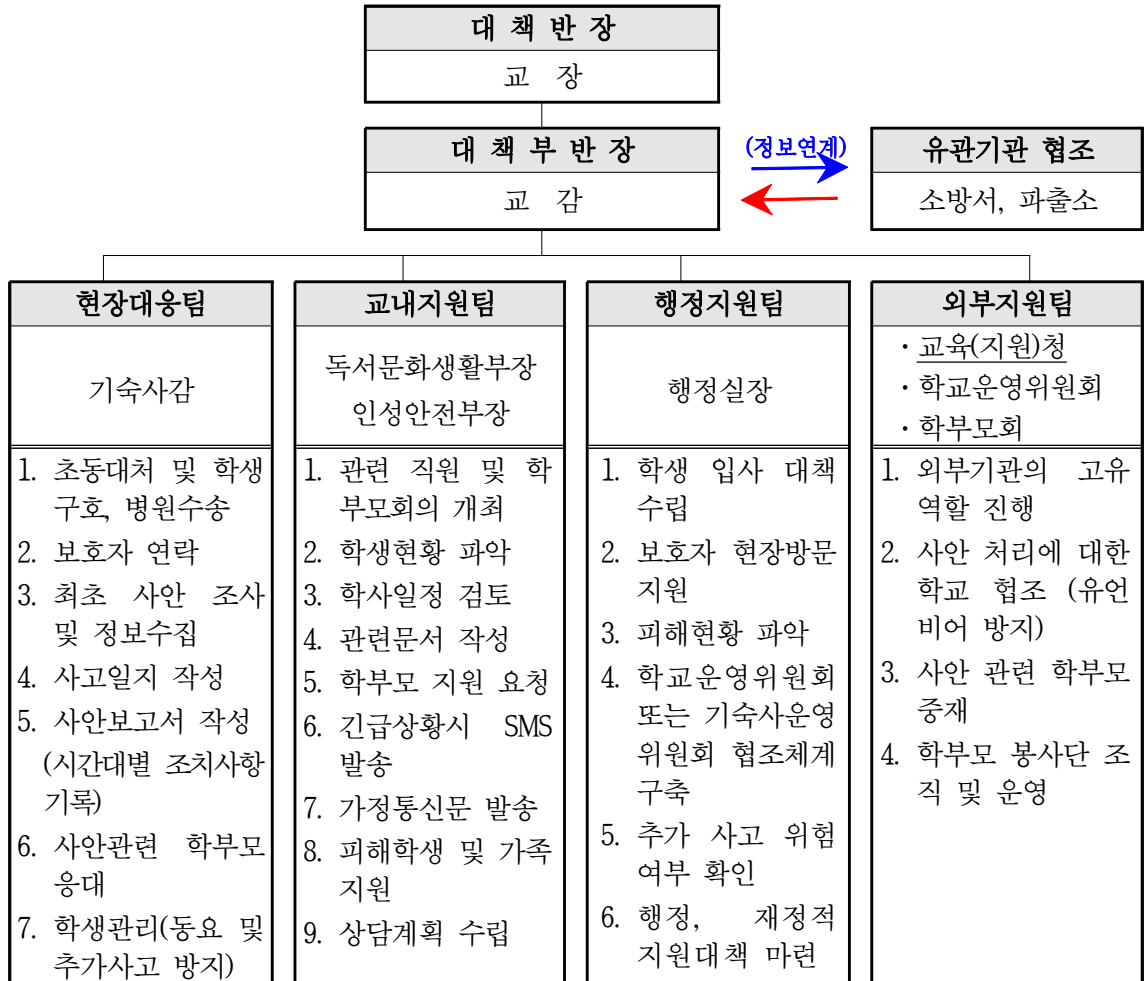 대 책 반 장
교 장
대 책 부 반 장
교 감
(정보연계)
유관기관 협조
소방서, 파출소
현장대응팀
기숙사감
1. 초동대처 및 학생
구호, 병원수송
2. 보호자 연락
3. 최초 사안 조사
및 정보수집
4. 사고일지 작성
5. 사안보고서 작성
(시간대별 조치사항
기록)
6. 사안관련 학부모
응대
7. 학생관리(동요 및
추가사고 방지)
교내지원팀
독서문화생활부장
인성안전부장
1. 관련 직원 및 학
부모회의 개최
2. 학생현황 파악
3. 학사일정 검토
4. 관련문서 작성
5. 학부모 지원 요청
6. 긴급상황시 SMS
발송
7. 가정통신문 발송
8. 피해학생 및 가족
지원
9. 상담계획 수립
행정지원팀
행정실장
1. 학생 입사 대책
수립
2. 보호자 현장방문
지원
3. 피해현황 파악
4. 학교운영위원회
또는 기숙사운영
위원회 협조체계
구축
5. 추가 사고 위험
여부 확인
6. 행정, 재정적
지원대책 마련
외부지원팀
· 교육(지원)청
· 학교운영위원회
· 학부모회
1. 외부기관의 고유
역할 진행
2. 사안 처리에 대한
학교 협조 (유언
비어 방지)
3. 사안 관련 학부모
중재
4. 학부모 봉사단 조
직 및 운영